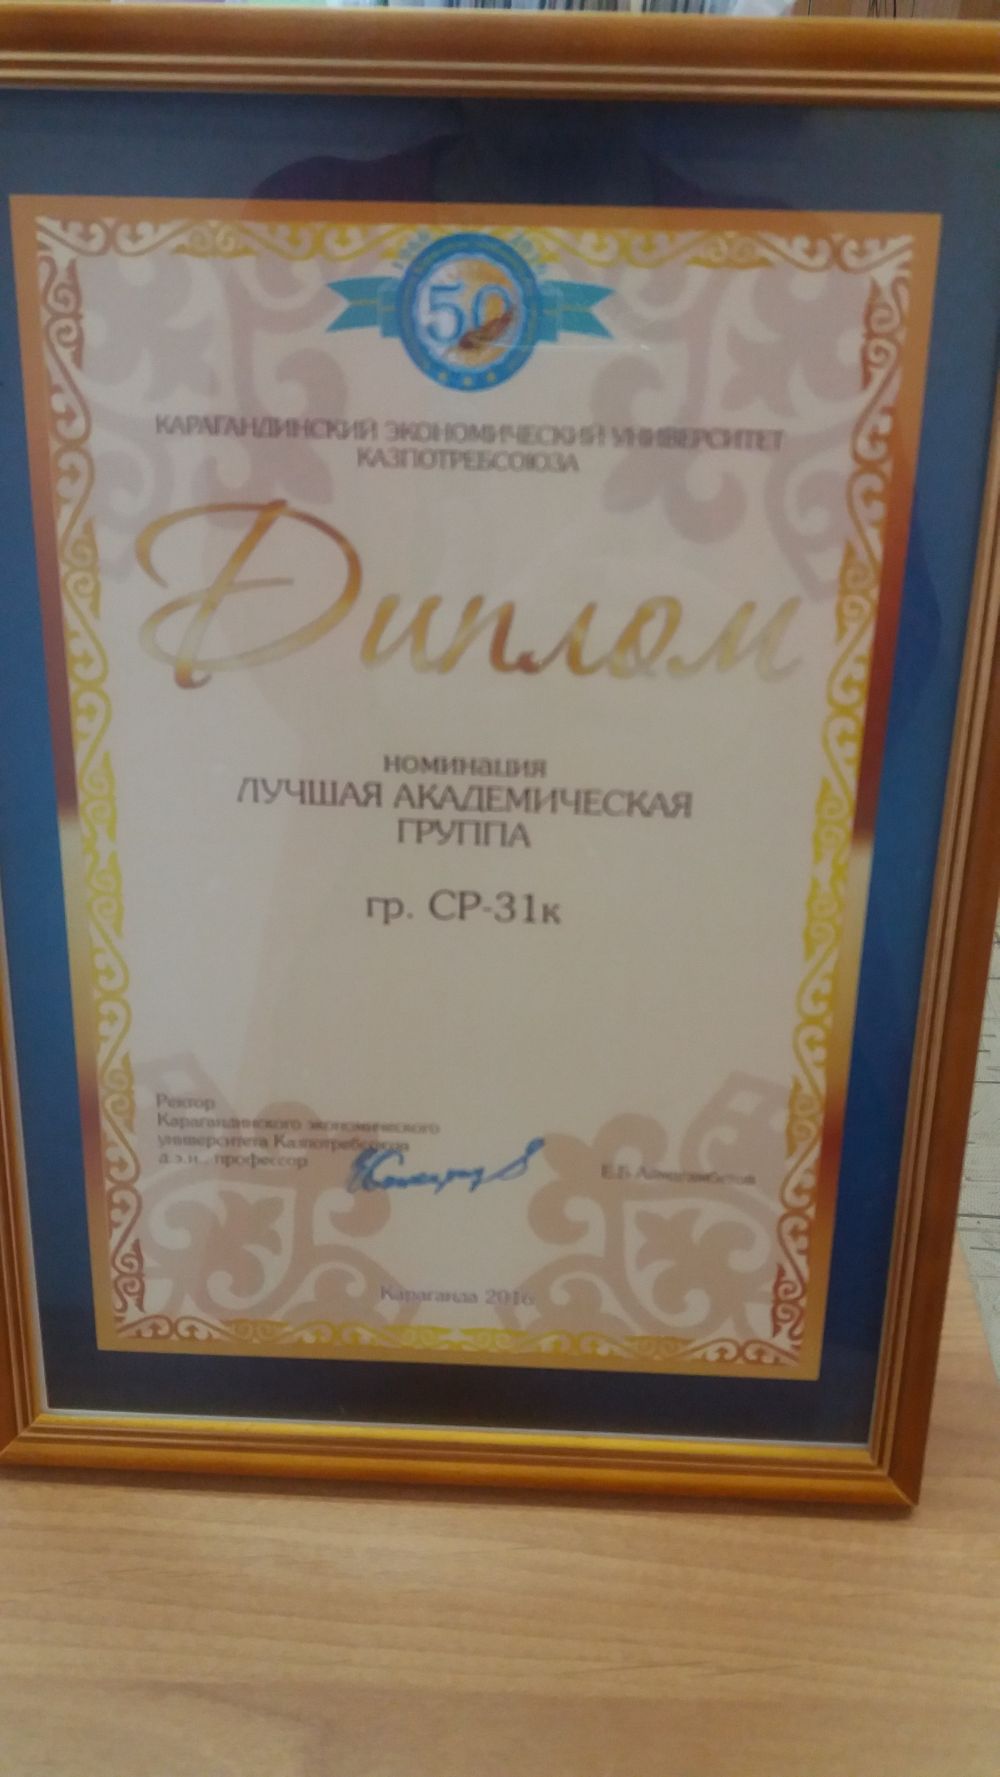 50
КАРАГАНДИНСКИЙ ЭКОНОМИЧЕСКИЙ УНИВЕРСИТЕТ
КАЗПОТРЕБСОЮЗА
Диплом
номинация
ЛУЧШАЯ АКАДЕМИЧЕСКАЯ
ГРУППА
гр. СР-31к
Ректор
Карагандинского экономического
университета Казпотребсоюза
д.э.н., профессор
Е.Б. Аймагамбетов
Караганда 2016